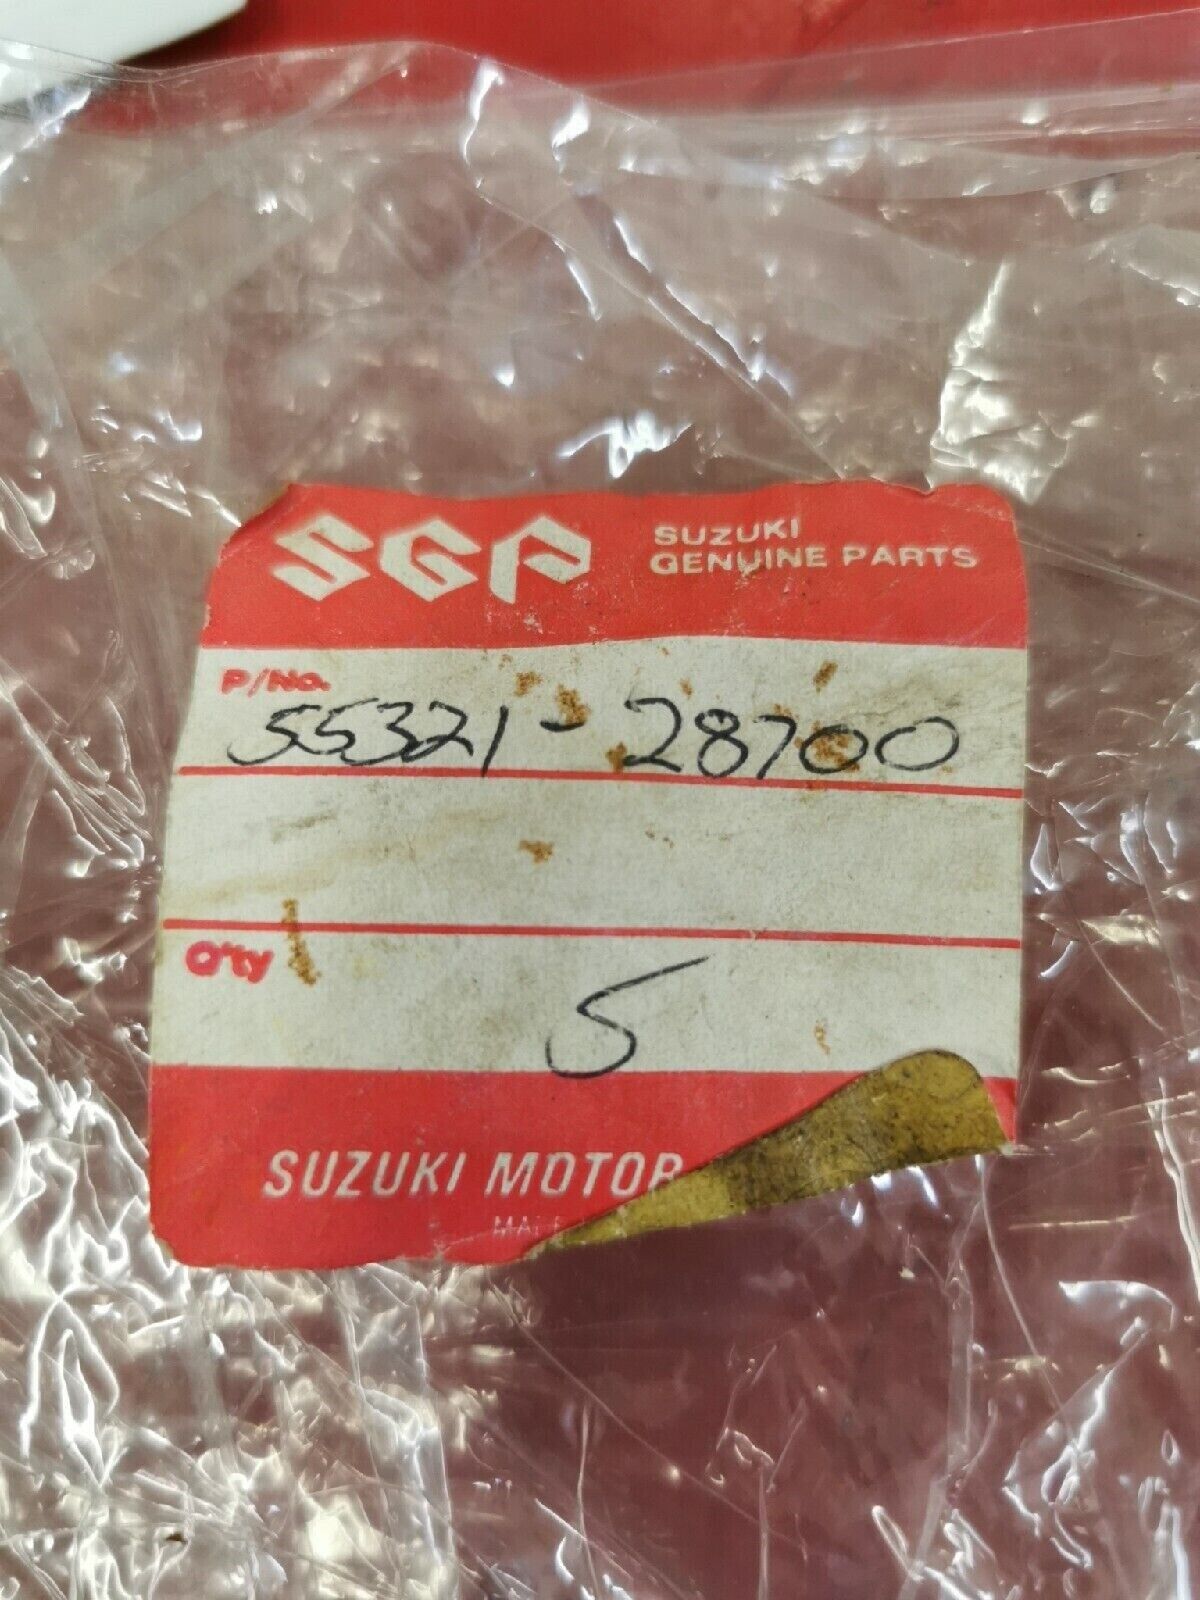 SGP SUZUKI
GENUINE PARTS
P/No.
55321-28700
Q'ty
5
SUZUKI MOTOR